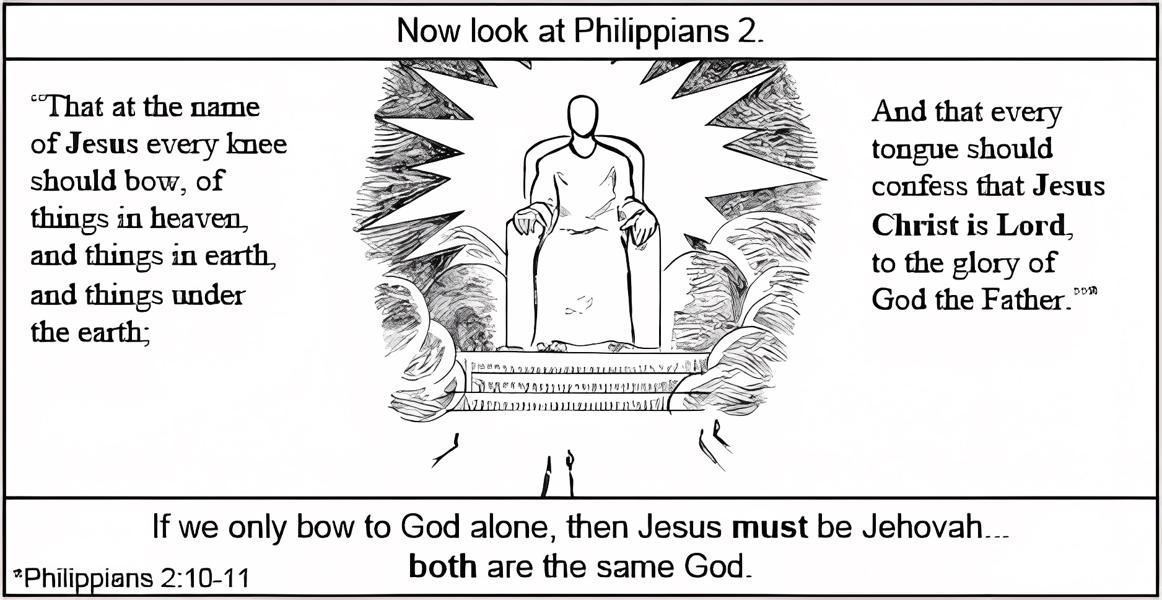 Now look at Philippians 2.
“That at the name
of Jesus every knee
should bow, of
things in heaven,
and things in earth,
and things under
the earth;
And that every
tongue should
confess that Jesus
Christ is Lord,
to the glory of
God the Father.”
If we only bow to God alone, then Jesus must be Jehovah...
both are the same God.
*Philippians 2:10-11